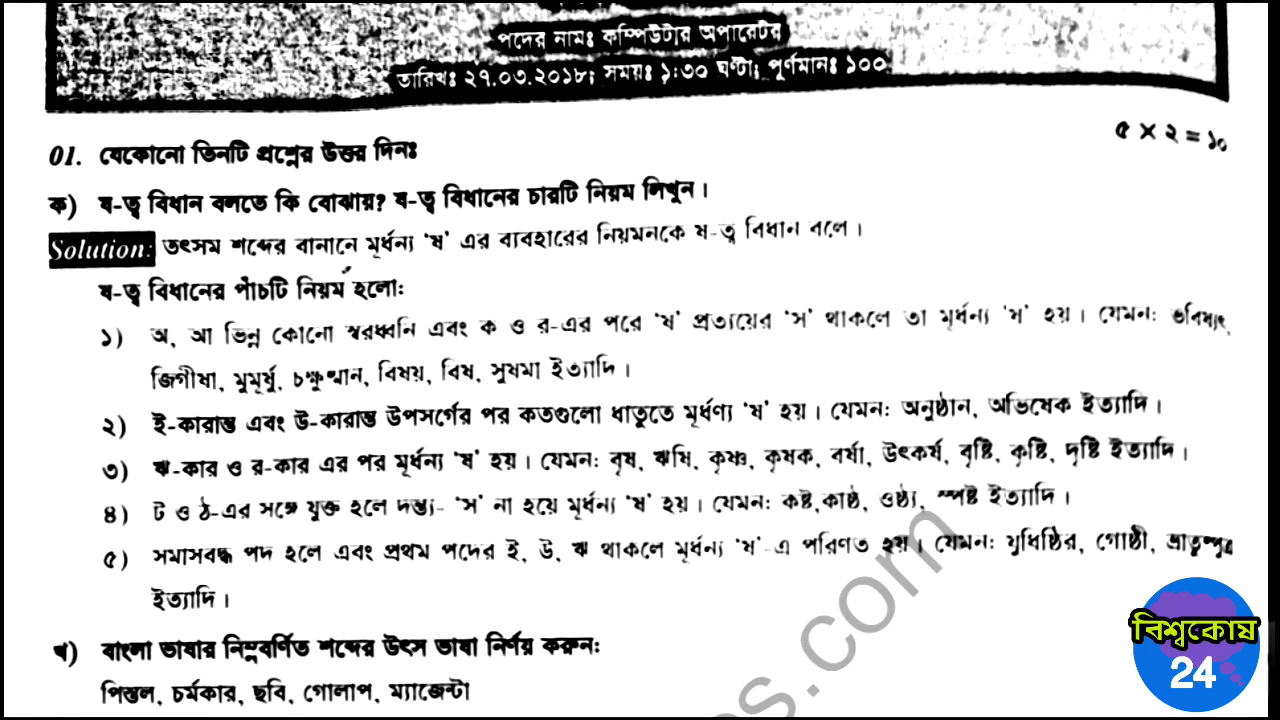 পদের নামঃ কম্পিউটার অপারেটর
তারিখঃ ২৭.০৩.২০১৮; সময়ঃ ১:৩০ ঘণ্টা; পূর্ণমানঃ ১০০
৫ X ২ = ১০
01. যেকোনো তিনটি প্রশ্নের উত্তর দিনঃ
ক) ষ-ত্ব বিধান বলতে কি বোঝায়? ষ-ত্ব বিধানের চারটি নিয়ম লিখুন।
Solution: তৎসম শব্দের বানানে মূর্ধন্য 'ষ' এর ব্যবহারের নিয়মনকে ষ-ত্ব বিধান বলে।
ষ-ত্ব বিধানের পাঁচটি নিয়ম হলো:
১) অ, আ ভিন্ন কোনো স্বরধ্বনি এবং ক ও র-এর পরে 'ষ' প্রত্যয়ের 'স' থাকলে তা মূর্ধন্য 'ষ' হয়। যেমন: ভবিষ্যৎ,
জিগীষা, মুমূর্ষু, চক্ষুষ্মান, বিষয়, বিষ, সুষমা ইত্যাদি।
২) ই-কারান্ত এবং উ-কারান্ত উপসর্গের পর কতগুলো ধাতুতে মূর্ধণ্য 'ষ' হয়। যেমন: অনুষ্ঠান, অভিষেক ইত্যাদি।
৩) ঋ-কার ও র-কার এর পর মূর্ধন্য 'ষ' হয়। যেমন: বৃষ, ঋষি, কৃষ্ণ, কৃষক, বর্ষা, উৎকর্ষ, বৃষ্টি, কৃষ্টি, দৃষ্টি ইত্যাদি।
৪) ট ও ঠ-এর সঙ্গে যুক্ত হলে দন্ত্য- 'স' না হয়ে মূর্ধন্য 'ষ' হয়। যেমন: কষ্ট,কাষ্ঠ, ওষ্ঠ্য, স্পষ্ট ইত্যাদি।
৫) সমাসবদ্ধ পদ হলে এবং প্রথম পদের ই, উ, ঋ থাকলে মূর্ধন্য 'ষ'-এ পরিণত হয়। যেমন: যুধিষ্ঠির, গোষ্ঠী, ভ্রাতুষ্পুত্র
ইত্যাদি।
খ) বাংলা ভাষার নিম্নবর্ণিত শব্দের উৎস ভাষা নির্ণয় করুন:
পিস্তল, চর্মকার, ছবি, গোলাপ, ম্যাজেন্টা
s.com
বিশ্বকোষ
24